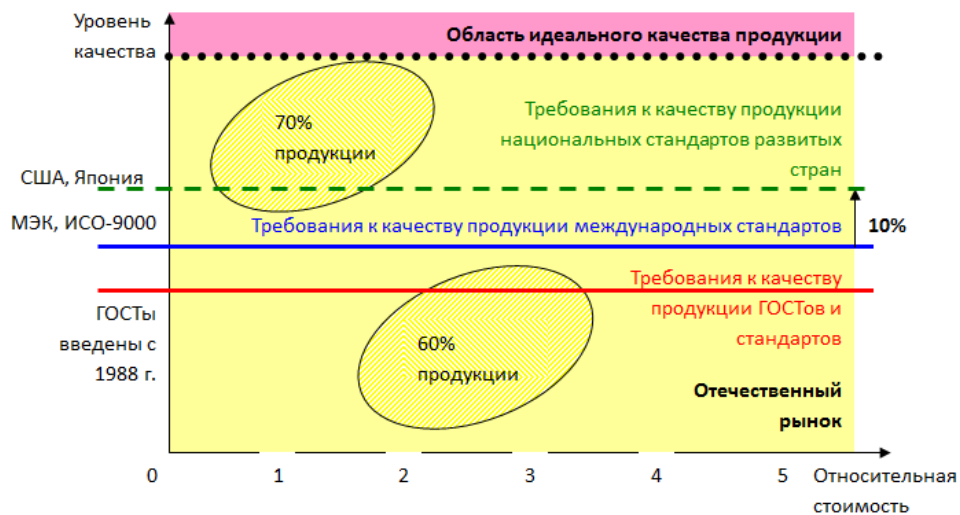 Уровень
качества
Область идеального качества продукции
70%
продукции
Требования к качеству продукции
национальных стандартов развитых
стран
США, Япония
МЭК, ИСО-9000
Требования к качеству продукции международных стандартов
10%
Требования к качеству
продукции ГОСТов и
стандартов
ГОСТы
введены с
1988 г.
60%
продукции
Отечественный
рынок
0 1 2 3 4 5 Относительная
стоимость